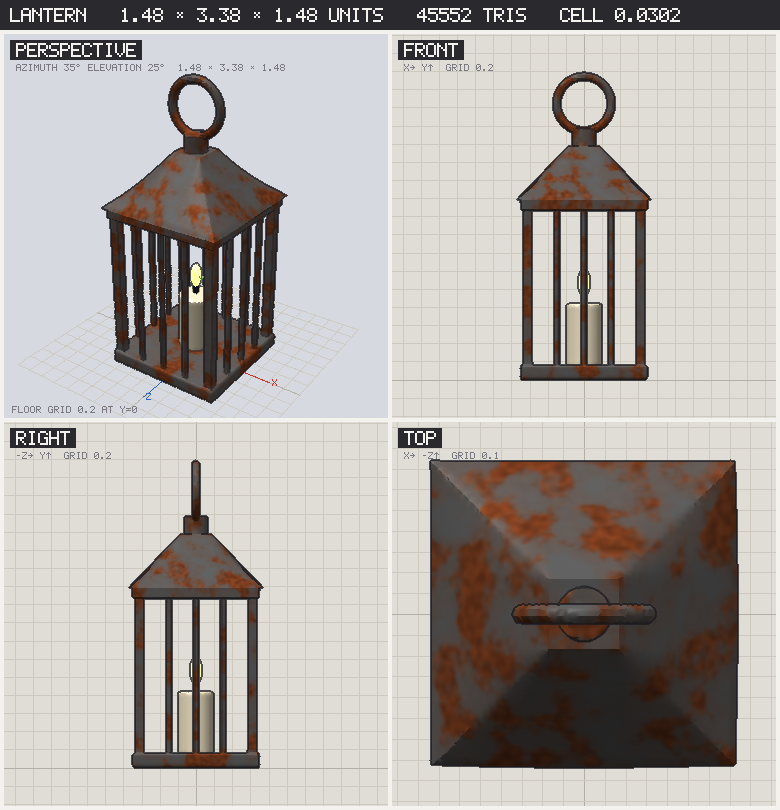 LANTERN 1.48 × 3.38 × 1.48 UNITS 45552 TRIS CELL 0.0302
PERSPECTIVE
AZIMUTH 35° ELEVATION 25° 1.48 × 3.38 × 1.48
X
-Z
FLOOR GRID 0.2 AT Y=0
FRONT
X→ Y↑ GRID 0.2
RIGHT
-Z→ Y↑ GRID 0.2
TOP
X→ -Z↑ GRID 0.1